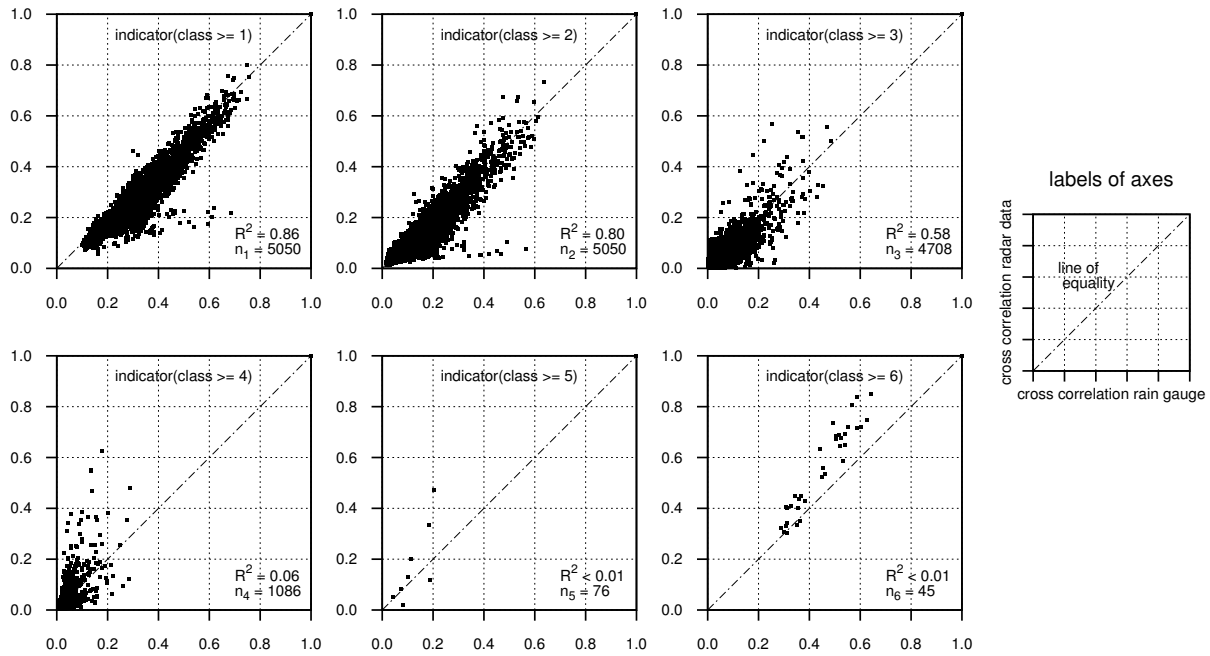 1.0
0.8
0.6
0.4
0.2
0.0
indicator(class >= 1)
R² = 0.86
n₁ = 5050
0.0 0.2 0.4 0.6 0.8 1.0
1.0
0.8
0.6
0.4
0.2
0.0
indicator(class >= 2)
R² = 0.80
n₂ = 5050
0.0 0.2 0.4 0.6 0.8 1.0
1.0
0.8
0.6
0.4
0.2
0.0
indicator(class >= 3)
R² = 0.58
n₃ = 4708
0.0 0.2 0.4 0.6 0.8 1.0
labels of axes
cross correlation radar data
line of
equality
cross correlation rain gauge
1.0
0.8
0.6
0.4
0.2
0.0
indicator(class >= 4)
R² = 0.06
n₄ = 1086
0.0 0.2 0.4 0.6 0.8 1.0
1.0
0.8
0.6
0.4
0.2
0.0
indicator(class >= 5)
R² < 0.01
n₅ = 76
0.0 0.2 0.4 0.6 0.8 1.0
1.0
0.8
0.6
0.4
0.2
0.0
indicator(class >= 6)
R² < 0.01
n₆ = 45
0.0 0.2 0.4 0.6 0.8 1.0